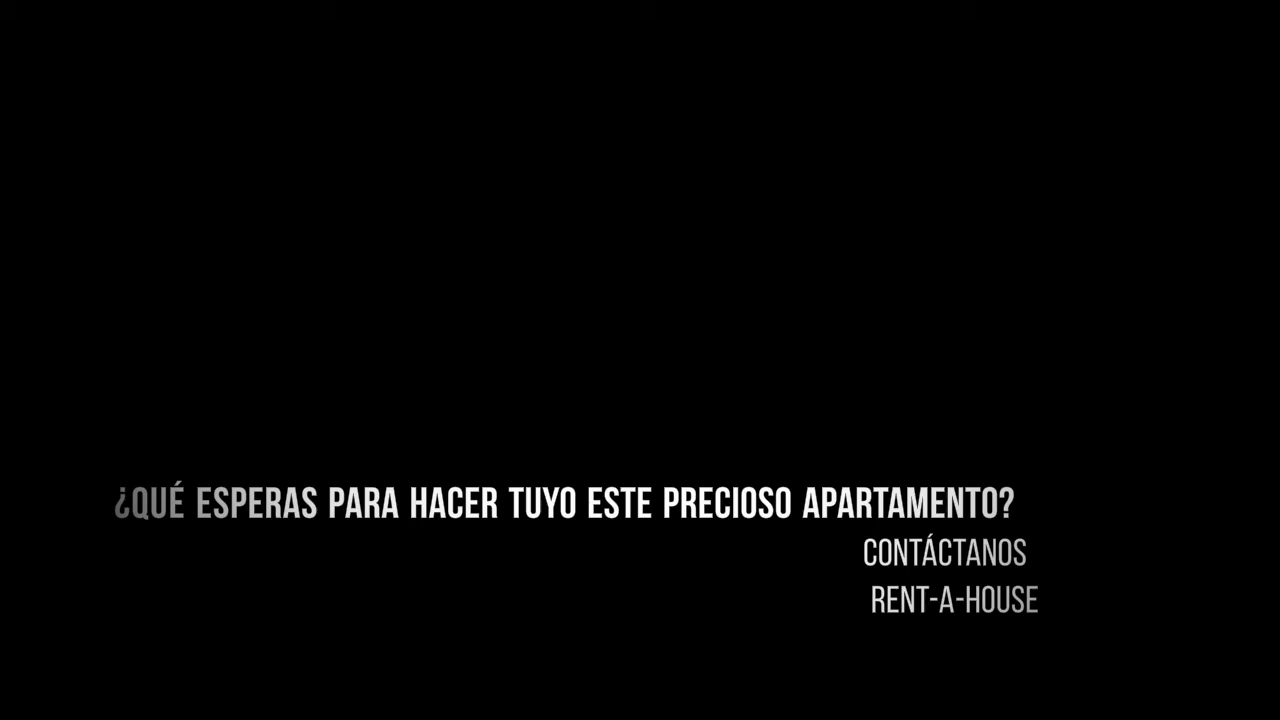 ¿QUÉ ESPERAS PARA HACER TUYO ESTE PRECIOSO APARTAMENTO?
CONTÁCTANOS
RENT-A-HOUSE